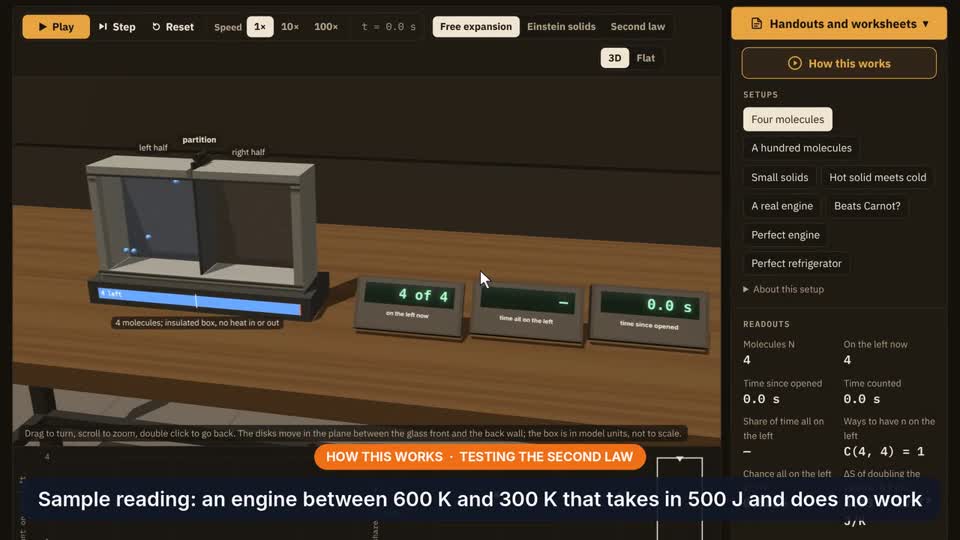 Play Step Reset Speed 1× 10× 100× t = 0.0 s Free expansion Einstein solids Second law
3D Flat
partition
left half right half
4 left
4 molecules; insulated box, no heat in or out
4 of 4
on the left now
—
time all on the left
0.0 s
time since opened
Drag to turn, scroll to zoom, double click to go back. The disks move in the plane between the glass front and the back wall; the box is in model units, not to scale.
4
HOW THIS WORKS · TESTING THE SECOND LAW
Sample reading: an engine between 600 K and 300 K that takes in 500 J and does no work
Handouts and worksheets ▼
How this works
SETUPS
Four molecules
A hundred molecules
Small solids Hot solid meets cold
A real engine Beats Carnot?
Perfect engine
Perfect refrigerator
▶ About this setup
READOUTS
Molecules N On the left now
4 4
Time since opened Time counted
0.0 s 0.0 s
Share of time all on the left Ways to have n on the left
— C(4, 4) = 1
Chance all on the left ΔS of doubling the
J/K